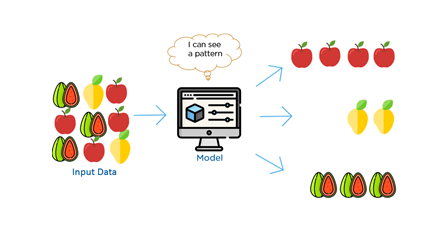 I can see
a pattern
Model
Input Data